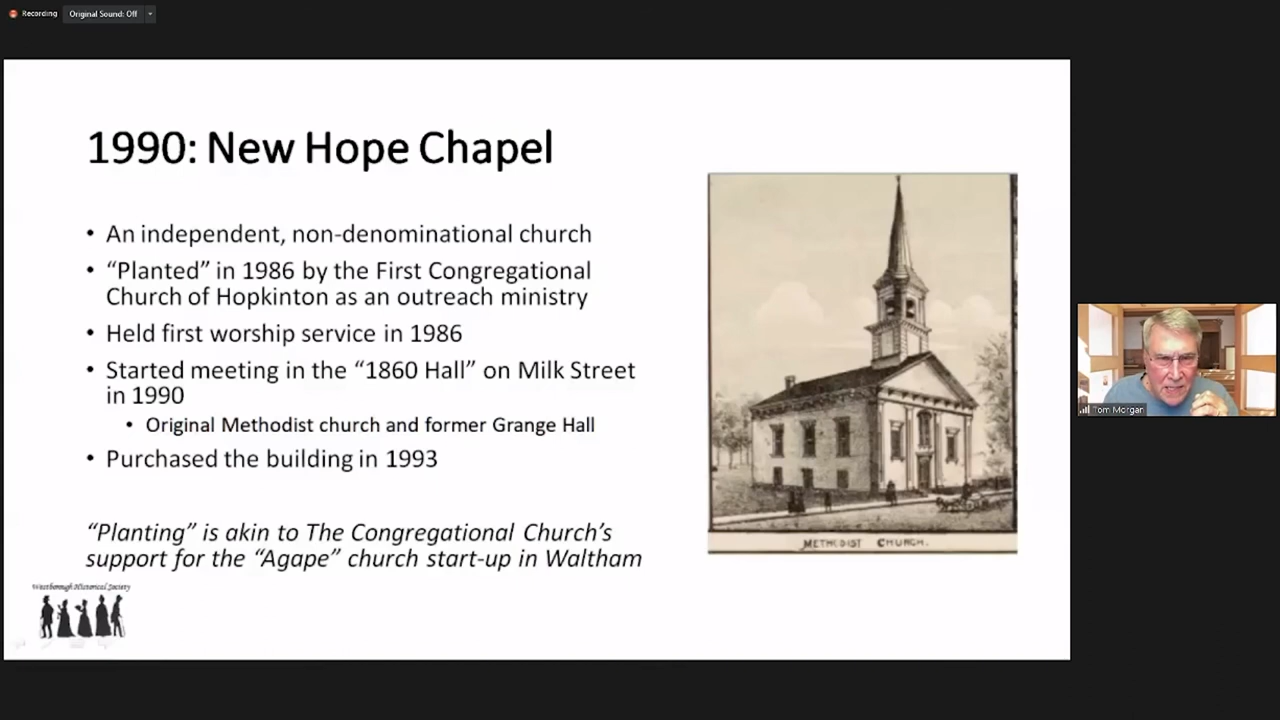 Recording
Original Sound: Off
1990: New Hope Chapel
• An independent, non-denominational church
• “Planted” in 1986 by the First Congregational
Church of Hopkinton as an outreach ministry
• Held first worship service in 1986
• Started meeting in the “1860 Hall” on Milk Street
in 1990
• Original Methodist church and former Grange Hall
• Purchased the building in 1993
“Planting” is akin to The Congregational Church’s
support for the “Agape” church start-up in Waltham
METHODIST CHURCH.
Westborough Historical Society
Tom Morgan